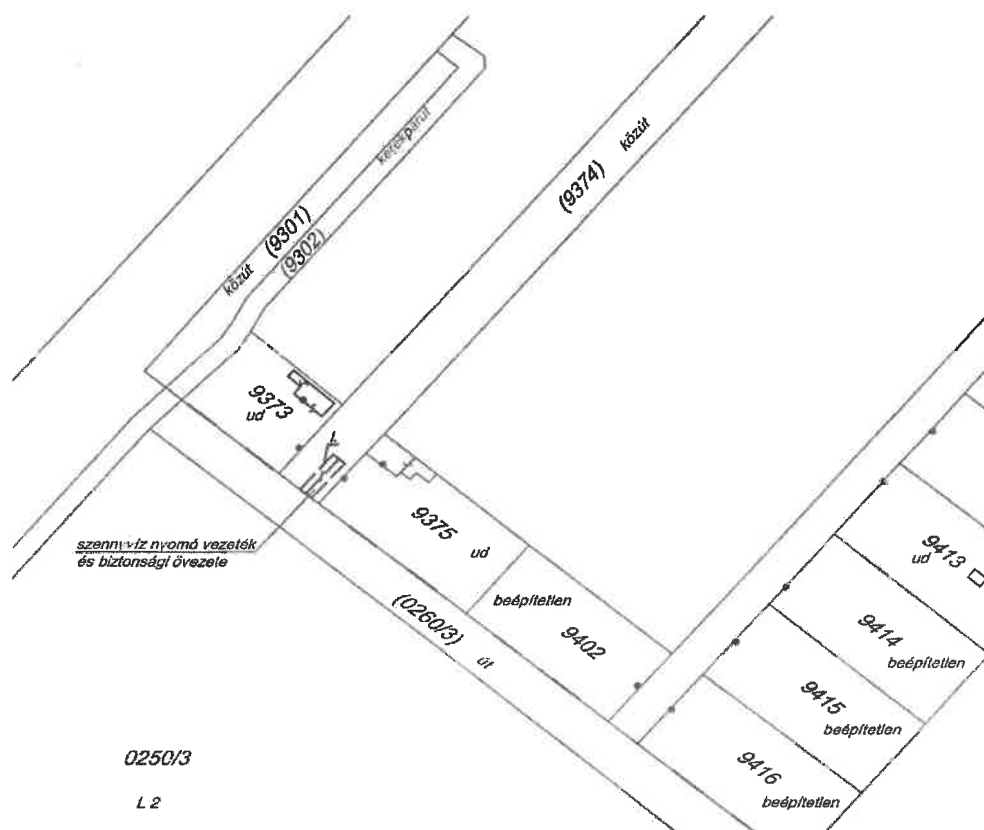 kerékpárút
közút
(9374)
(9301)
(9302)
közút
9373
ud
szennyvíz nyomó vezeték
és biztonsági övezete
9375
ud
beépítetlen
9402
(0260/3)
út
9413
ud
9414
beépítetlen
9415
beépítetlen
9416
beépítetlen
0250/3
L 2